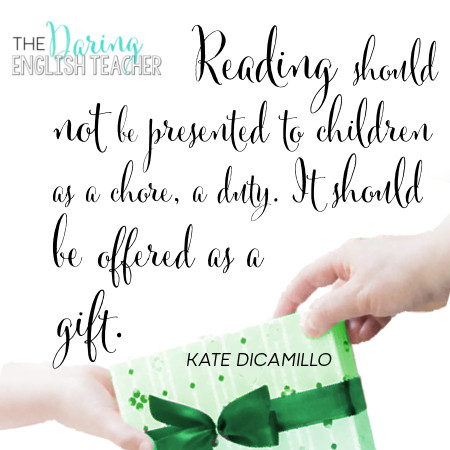 THE Daring
ENGLISH TEACHER
Reading should
not be presented to children
as a chore, a duty. It should
be offered as a
gift.
KATE DICAMILLO